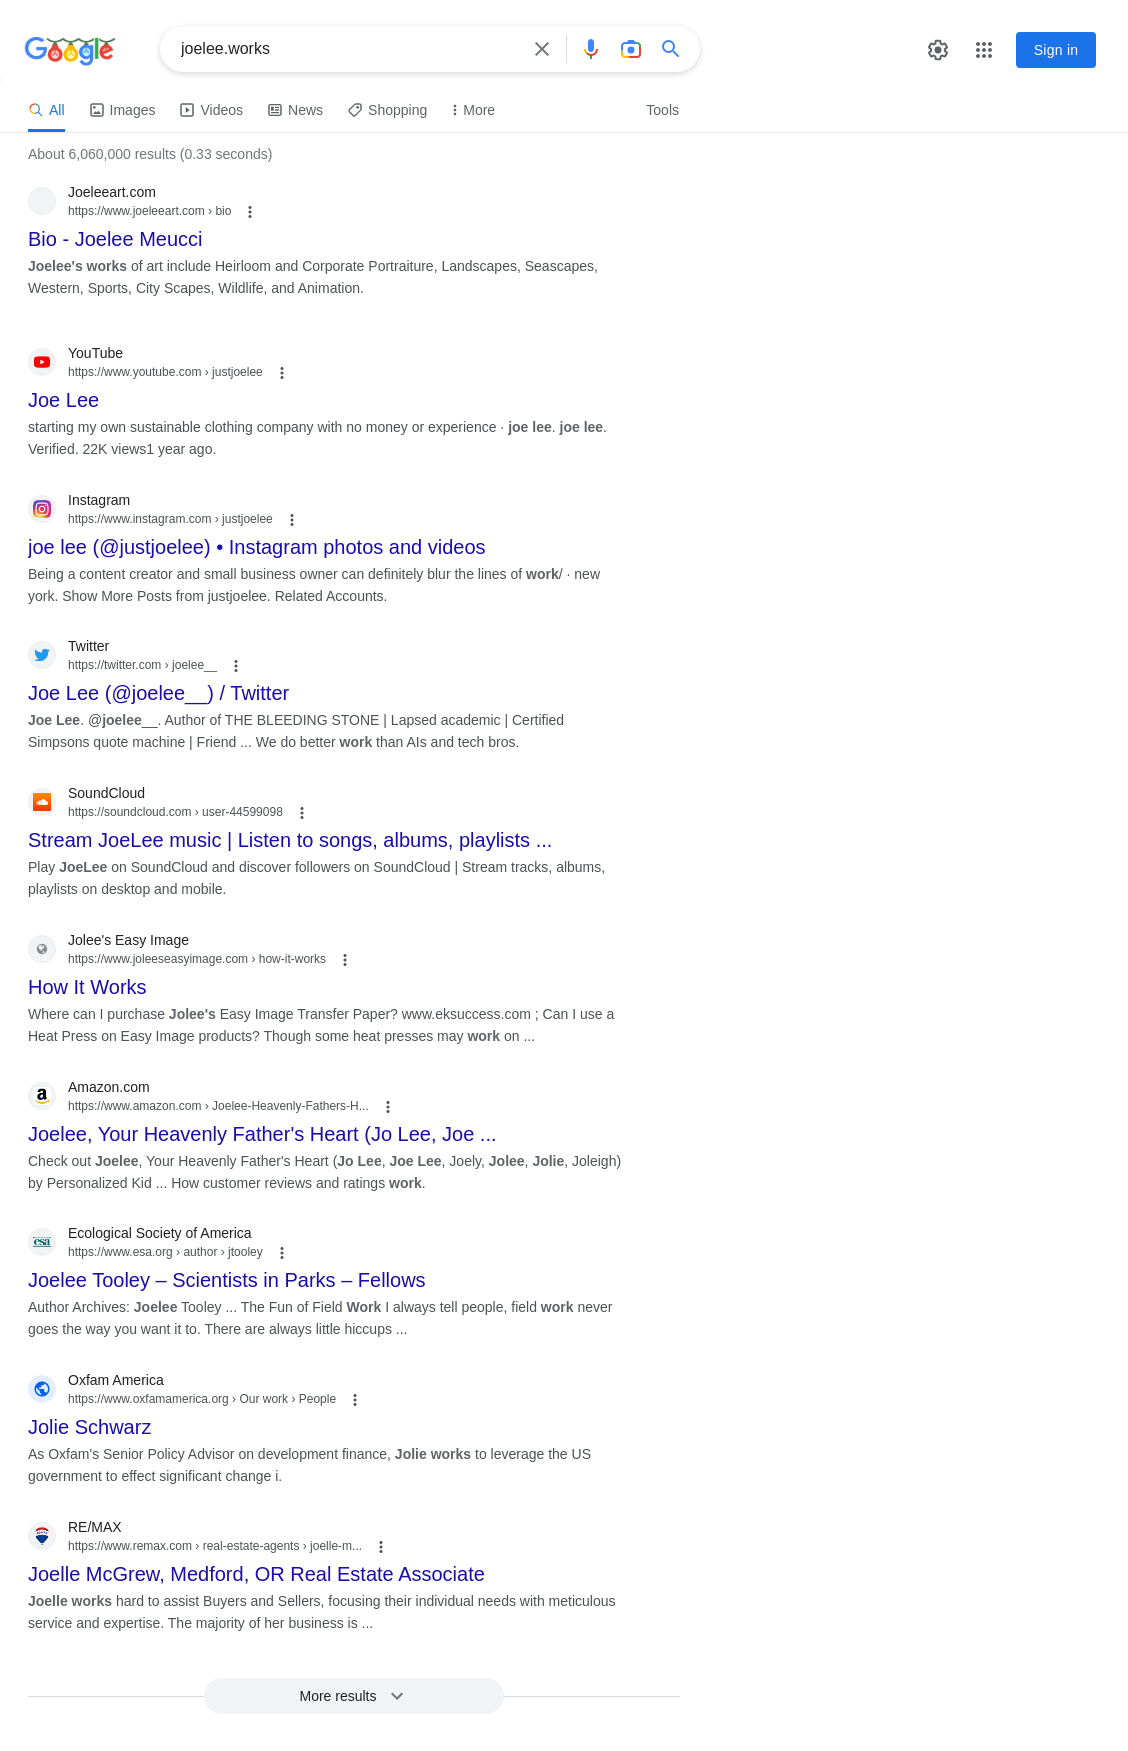 Google
joelee.works
Sign in
All
Images
Videos
News
Shopping
More
Tools
About 6,060,000 results (0.33 seconds)
Joeleeart.com
https://www.joeleeart.com › bio
Bio - Joelee Meucci
Joelee's works of art include Heirloom and Corporate Portraiture, Landscapes, Seascapes,
Western, Sports, City Scapes, Wildlife, and Animation.
YouTube
https://www.youtube.com › justjoelee
Joe Lee
starting my own sustainable clothing company with no money or experience · joe lee. joe lee.
Verified. 22K views1 year ago.
Instagram
https://www.instagram.com › justjoelee
joe lee (@justjoelee) • Instagram photos and videos
Being a content creator and small business owner can definitely blur the lines of work/ · new
york. Show More Posts from justjoelee. Related Accounts.
Twitter
https://twitter.com › joelee__
Joe Lee (@joelee__) / Twitter
Joe Lee. @joelee__. Author of THE BLEEDING STONE | Lapsed academic | Certified
Simpsons quote machine | Friend ... We do better work than AIs and tech bros.
SoundCloud
https://soundcloud.com › user-44599098
Stream JoeLee music | Listen to songs, albums, playlists ...
Play JoeLee on SoundCloud and discover followers on SoundCloud | Stream tracks, albums,
playlists on desktop and mobile.
Jolee's Easy Image
https://www.joleeseasyimage.com › how-it-works
How It Works
Where can I purchase Jolee's Easy Image Transfer Paper? www.eksuccess.com ; Can I use a
Heat Press on Easy Image products? Though some heat presses may work on ...
Amazon.com
https://www.amazon.com › Joelee-Heavenly-Fathers-H...
Joelee, Your Heavenly Father's Heart (Jo Lee, Joe ...
Check out Joelee, Your Heavenly Father's Heart (Jo Lee, Joe Lee, Joely, Jolee, Jolie, Joleigh)
by Personalized Kid ... How customer reviews and ratings work.
esa
Ecological Society of America
https://www.esa.org › author › jtooley
Joelee Tooley – Scientists in Parks – Fellows
Author Archives: Joelee Tooley ... The Fun of Field Work I always tell people, field work never
goes the way you want it to. There are always little hiccups ...
Oxfam America
https://www.oxfamamerica.org › Our work › People
Jolie Schwarz
As Oxfam's Senior Policy Advisor on development finance, Jolie works to leverage the US
government to effect significant change i.
RE/MAX
https://www.remax.com › real-estate-agents › joelle-m...
Joelle McGrew, Medford, OR Real Estate Associate
Joelle works hard to assist Buyers and Sellers, focusing their individual needs with meticulous
service and expertise. The majority of her business is ...
More results